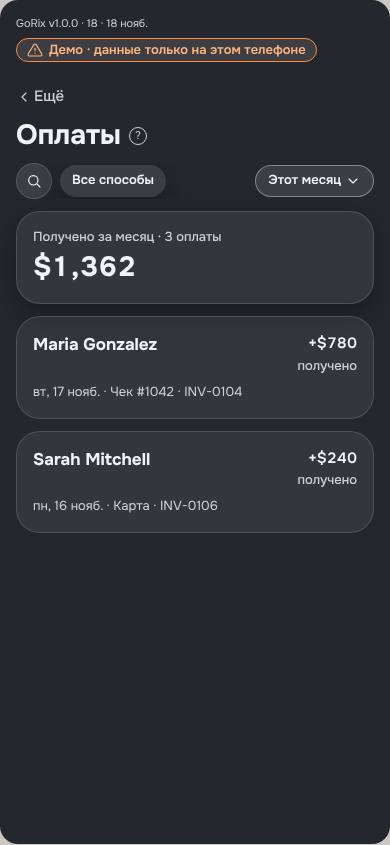 GoRix v1.0.0 · 18 · 18 нояб.
Демо · данные только на этом телефоне
Ещё
Оплаты ?
Все способы
Этот месяц
Получено за месяц · 3 оплаты
$1,362
Maria Gonzalez
+$780
получено
вт, 17 нояб. · Чек #1042 · INV-0104
Sarah Mitchell
+$240
получено
пн, 16 нояб. · Карта · INV-0106